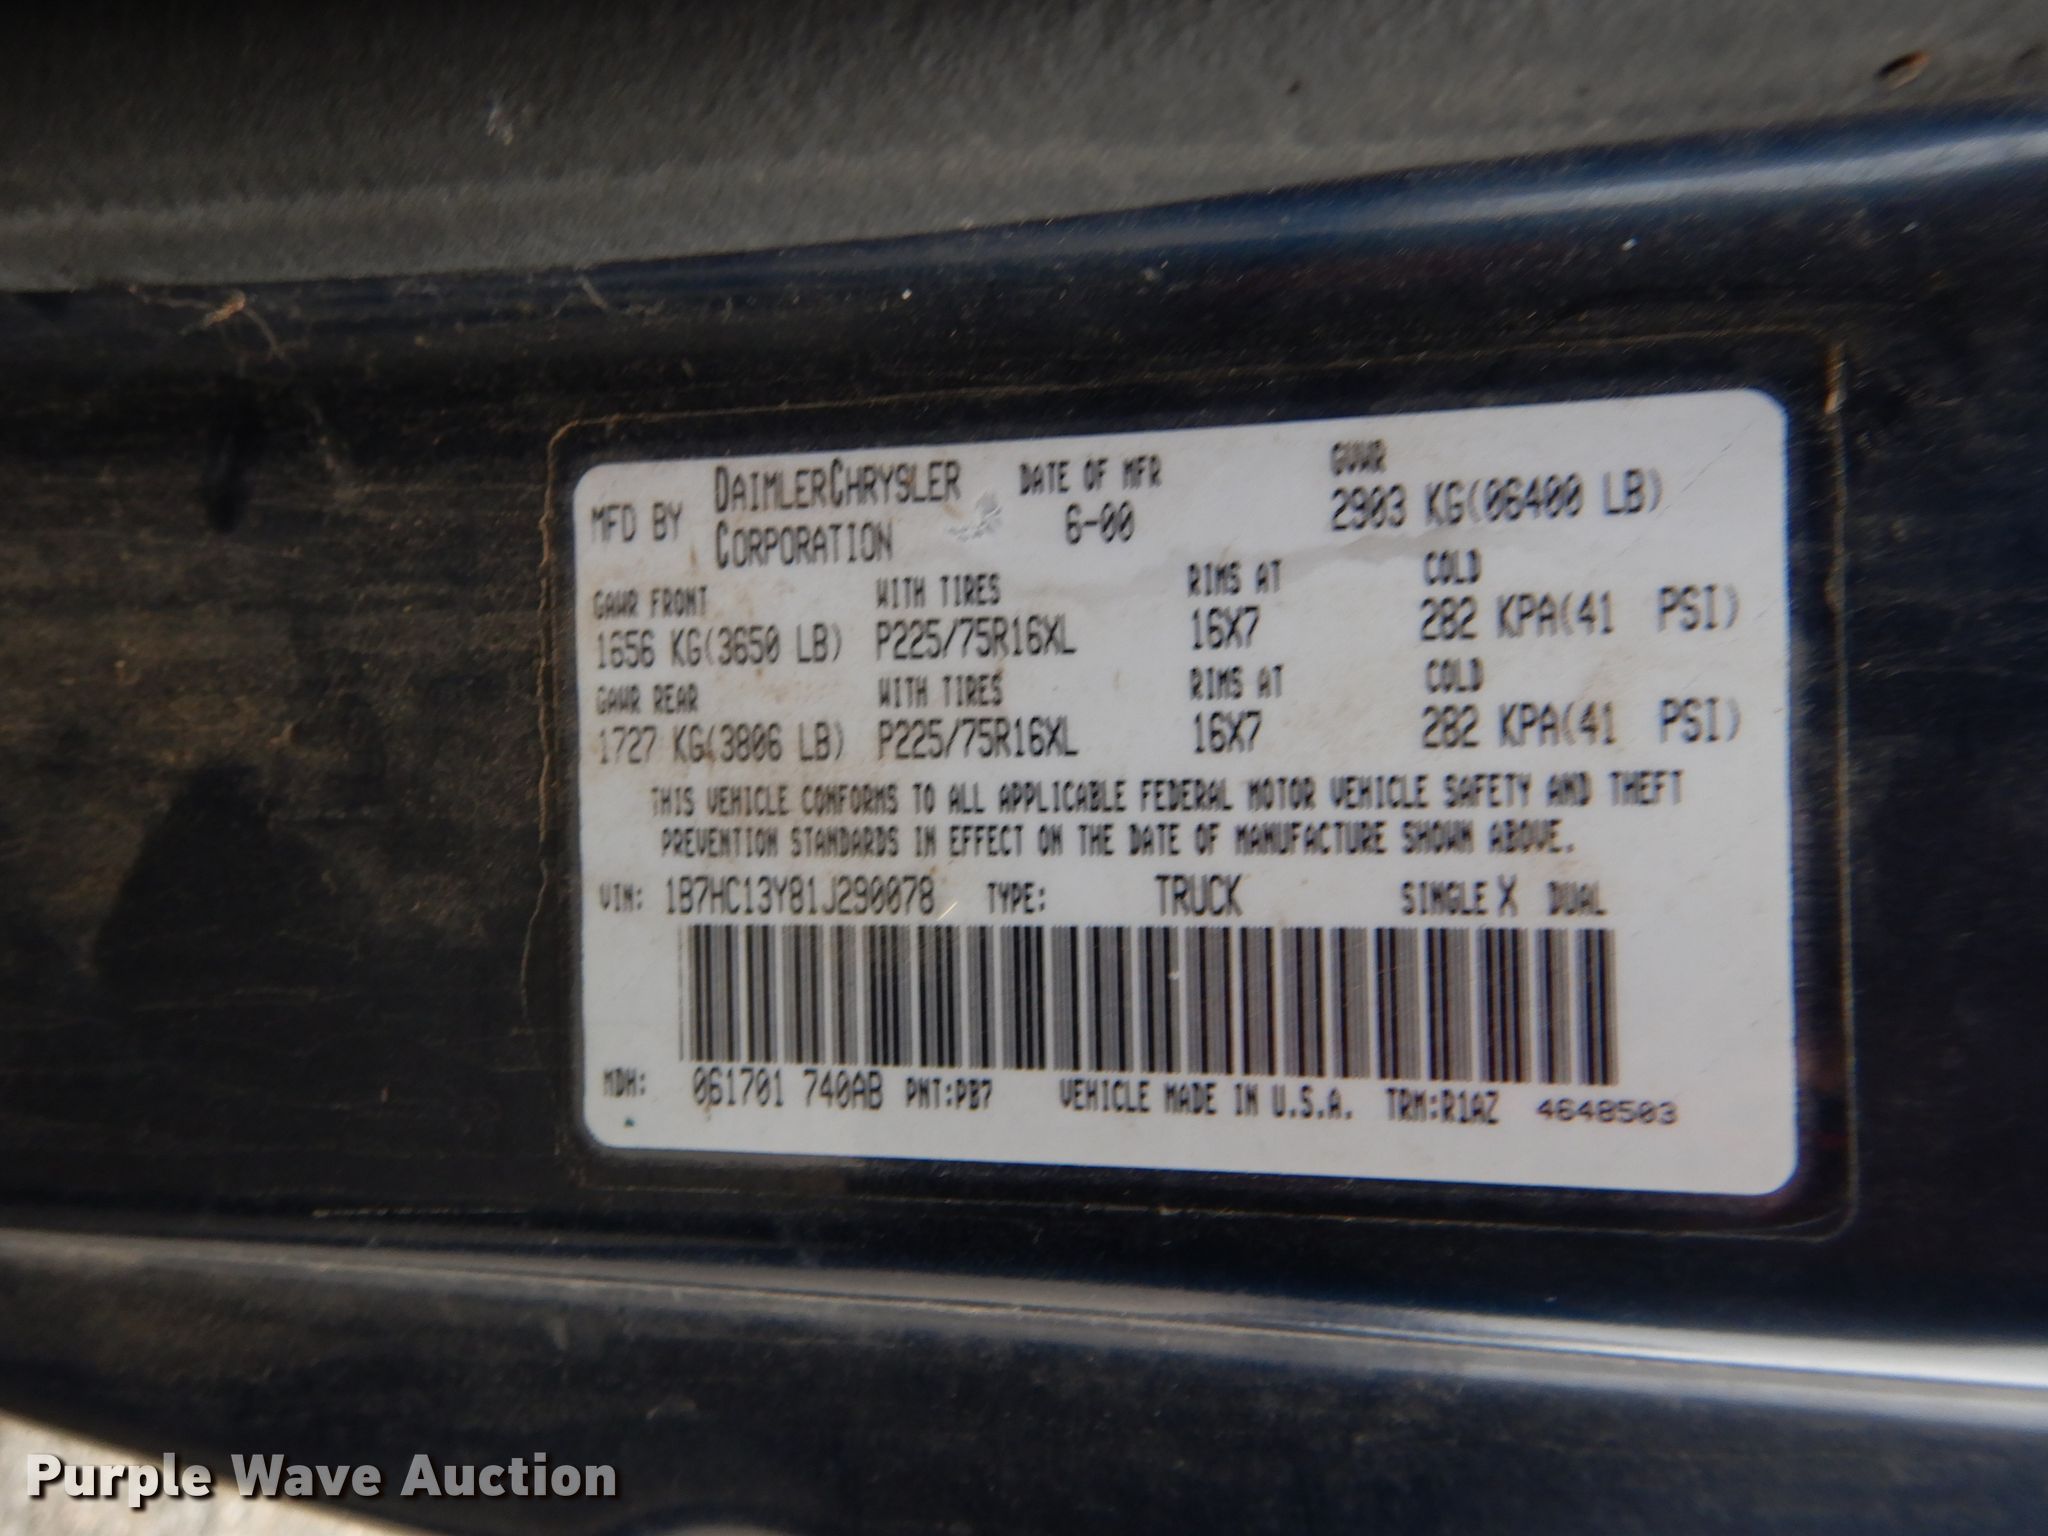 MFD BY DAIMLERCHRYSLER CORPORATION DATE OF MFR 6-00 GVWR 2903 KG(06400 LB)
GAWR FRONT WITH TIRES RIMS AT COLD
1656 KG(3650 LB) P225/75R16XL 16X7 282 KPA(41 PSI)
GAWR REAR WITH TIRES RIMS AT COLD
1727 KG(3806 LB) P225/75R16XL 16X7 282 KPA(41 PSI)
THIS VEHICLE CONFORMS TO ALL APPLICABLE FEDERAL MOTOR VEHICLE SAFETY AND THEFT
PREVENTION STANDARDS IN EFFECT ON THE DATE OF MANUFACTURE SHOWN ABOVE.
VIN: 1B7HC13Y81J290078 TYPE: TRUCK SINGLE X DUAL
MDH: 061701 740AB PNT:PB7 VEHICLE MADE IN U.S.A. TRM:R1AZ 4648503
Purple Wave Auction